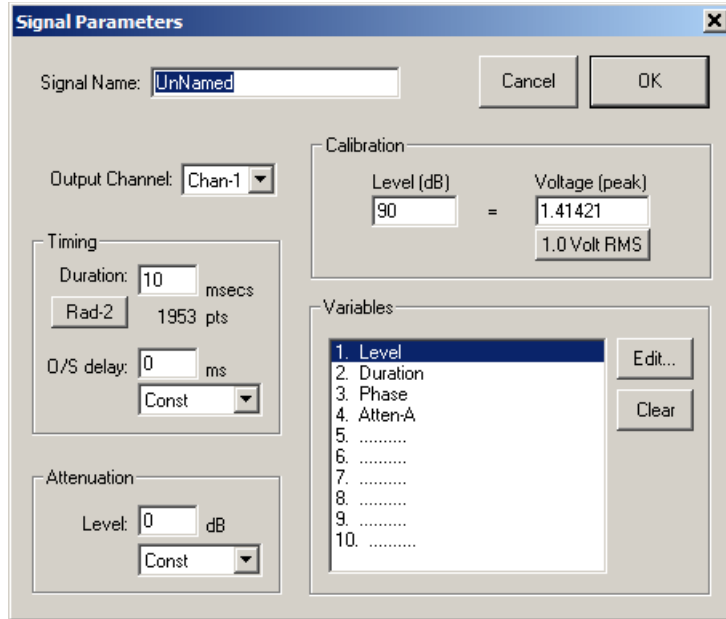 Signal Parameters
Signal Name: UnNamed
Cancel
OK
Output Channel: Chan-1
Calibration
Level (dB)
Voltage (peak)
90 = 1.41421
1.0 Volt RMS
Timing
Duration: 10 msecs
Rad-2 1953 pts
O/S delay: 0 ms
Const
Attenuation
Level: 0 dB
Const
Variables
1. Level
2. Duration
3. Phase
4. Atten-A
5. ..........
6. ..........
7. ..........
8. ..........
9. ..........
10. ..........
Edit...
Clear